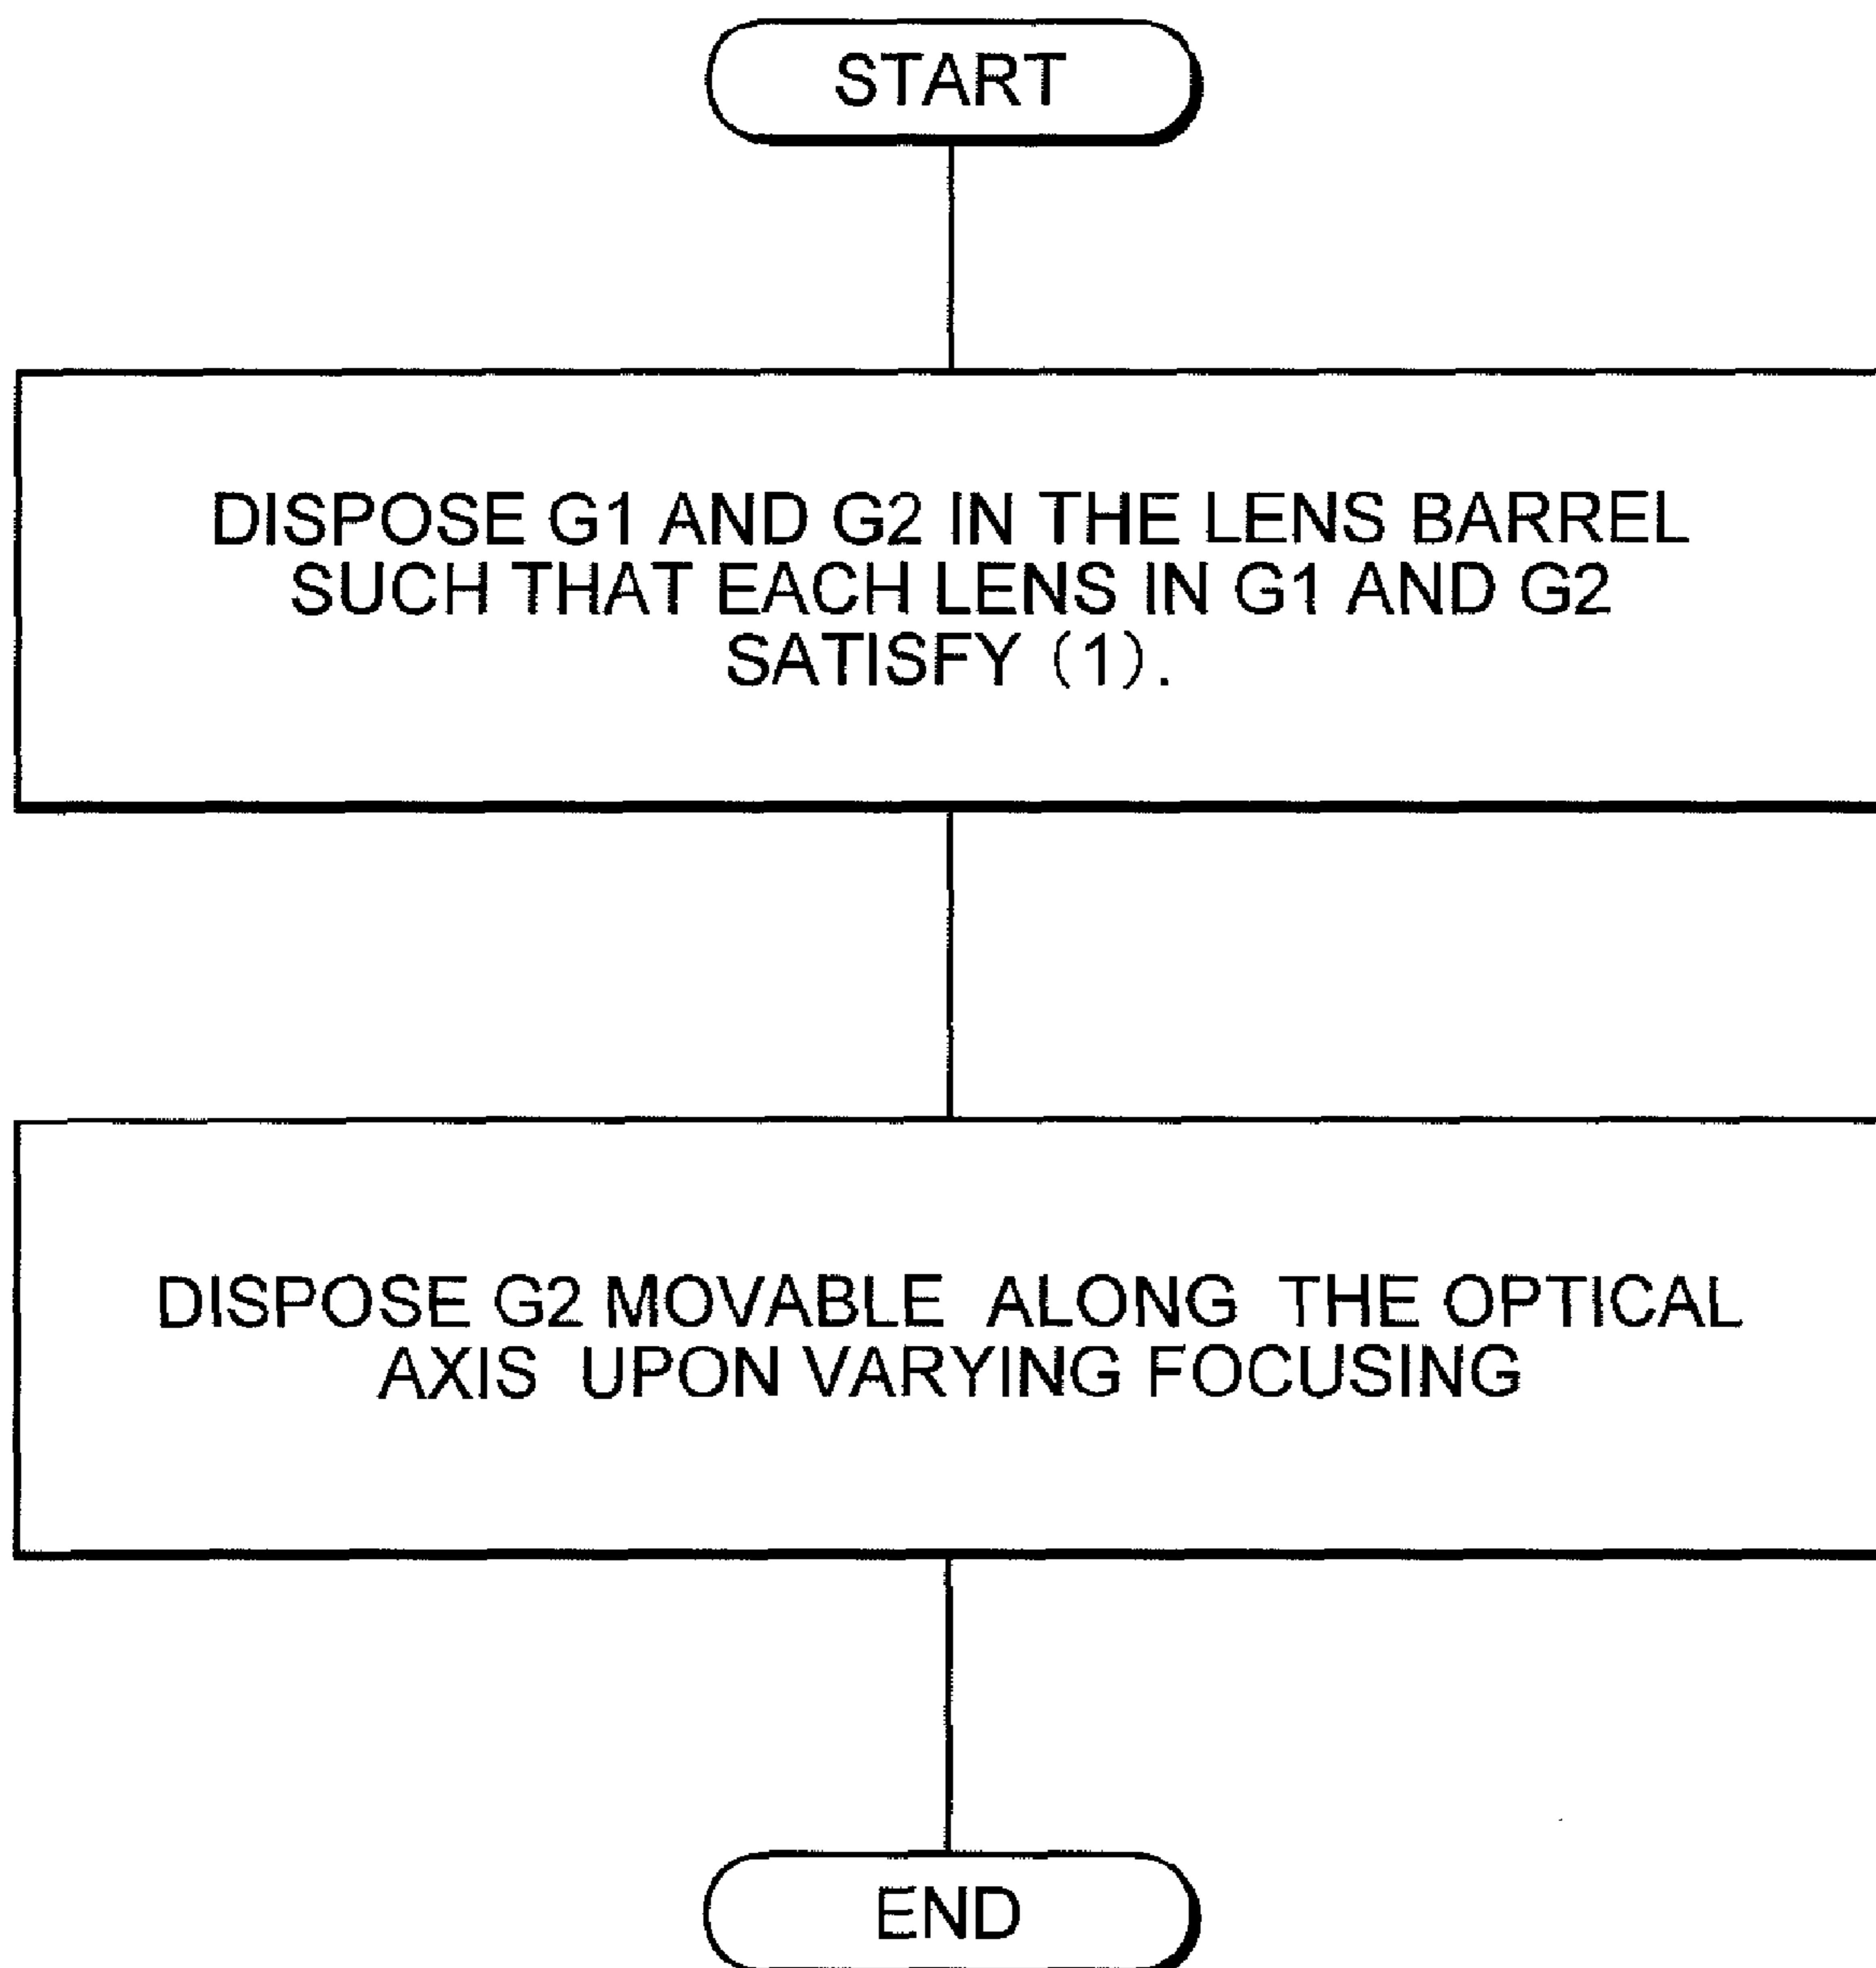 START
DISPOSE G1 AND G2 IN THE LENS BARREL
SUCH THAT EACH LENS IN G1 AND G2
SATISFY (1).
DISPOSE G2 MOVABLE ALONG THE OPTICAL
AXIS UPON VARYING FOCUSING
END